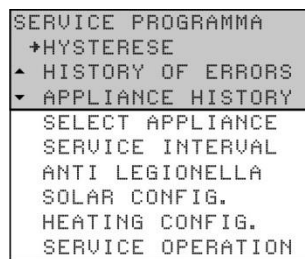 SERVICE PROGRAMMA
➔HYSTERESE
▲ HISTORY OF ERRORS
▼ APPLIANCE HISTORY
SELECT APPLIANCE
SERVICE INTERVAL
ANTI LEGIONELLA
SOLAR CONFIG.
HEATING CONFIG.
SERVICE OPERATION